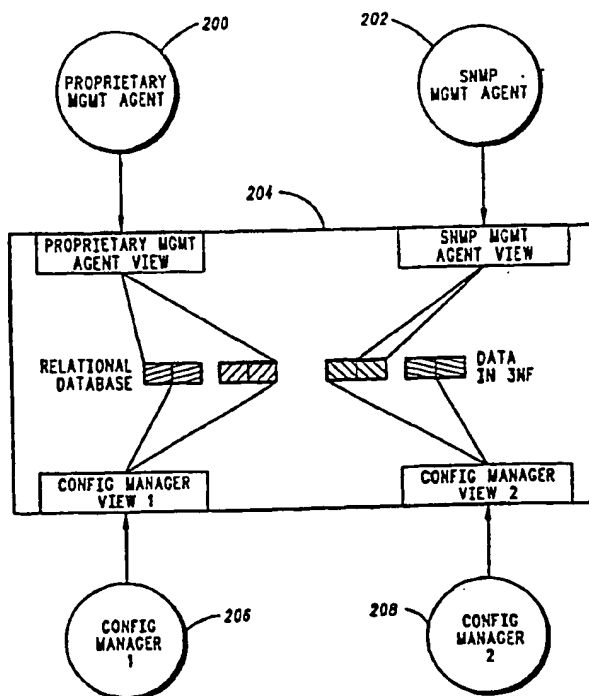 200
202
PROPRIETARY
MGMT AGENT
SNMP
MGMT AGENT
204
PROPRIETARY MGMT
AGENT VIEW
SNMP MGMT
AGENT VIEW
RELATIONAL
DATABASE
DATA
IN 3NF
CONFIG MANAGER
VIEW 1
CONFIG MANAGER
VIEW 2
206
208
CONFIG
MANAGER
1
CONFIG
MANAGER
2